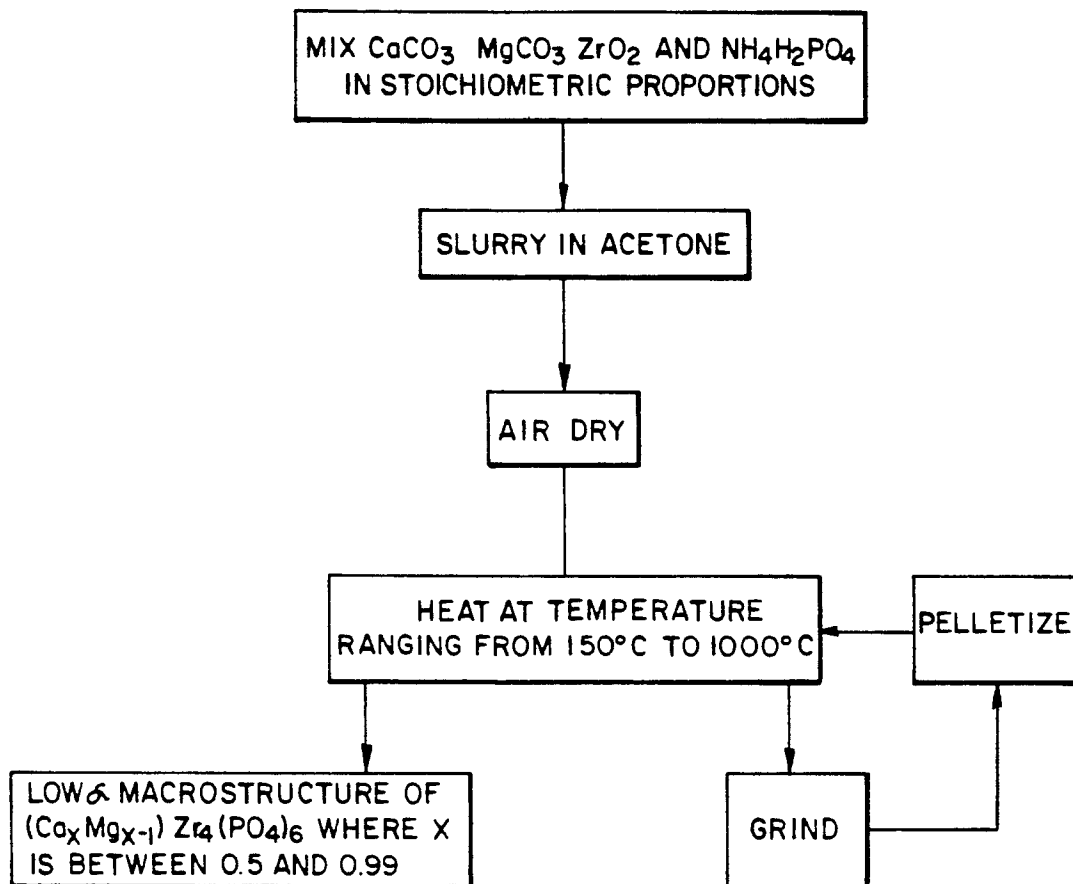 MIX CaCO₃ MgCO₃ ZrO₂ AND NH₄H₂PO₄
IN STOICHIOMETRIC PROPORTIONS
SLURRY IN ACETONE
AIR DRY
HEAT AT TEMPERATURE
RANGING FROM 150°C TO 1000°C
PELLETIZE
LOW α MACROSTRUCTURE OF
(CaₓMgₓ₋₁) Zr₄(PO₄)₆ WHERE X
IS BETWEEN 0.5 AND 0.99
GRIND